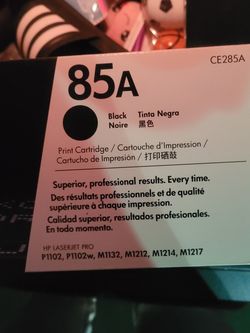 CE285A
85A
Black Tinta Negra
Noire 黑色
Print Cartridge / Cartouche d'Impression /
Cartucho de Impresión / 打印硒鼓
Superior, professional results. Every time.
Des résultats professionnels et de qualité
supérieure à chaque impression.
Calidad superior, resultados profesionales.
En todo momento.
HP LASERJET PRO
P1102, P1102w, M1132, M1212, M1214, M1217